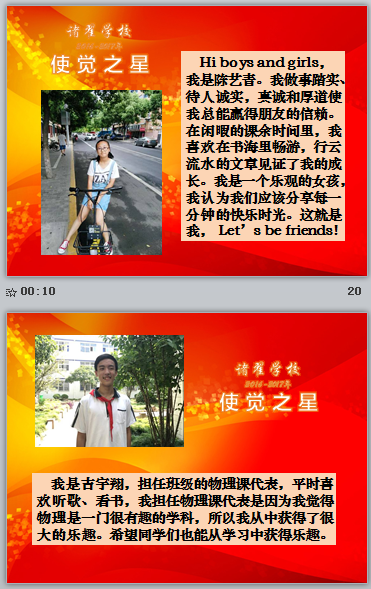 诸翟学校
2016-2017年
使觉之星
Hi boys and girls，
我是陈艺者。我做事踏实、
待人诚实，真诚和厚道使
我总能赢得朋友的信赖。
在闲暇的课余时间里，我
喜欢在书海里畅游，行云
流水的文章见证了我的成
长。我是一个乐观的女孩，
我认为我们应该分享每一
分钟的快乐时光。这就是
我， Let’s be friends!
00:10
20
诸翟学校
2016-2017年
使觉之星
我是古宇翔，担任班级的物理课代表，平时喜
欢听歌、看书，我担任物理课代表是因为我觉得
物理是一门很有趣的学科，所以我从中获得了很
大的乐趣。希望同学们也能从学习中获得乐趣。